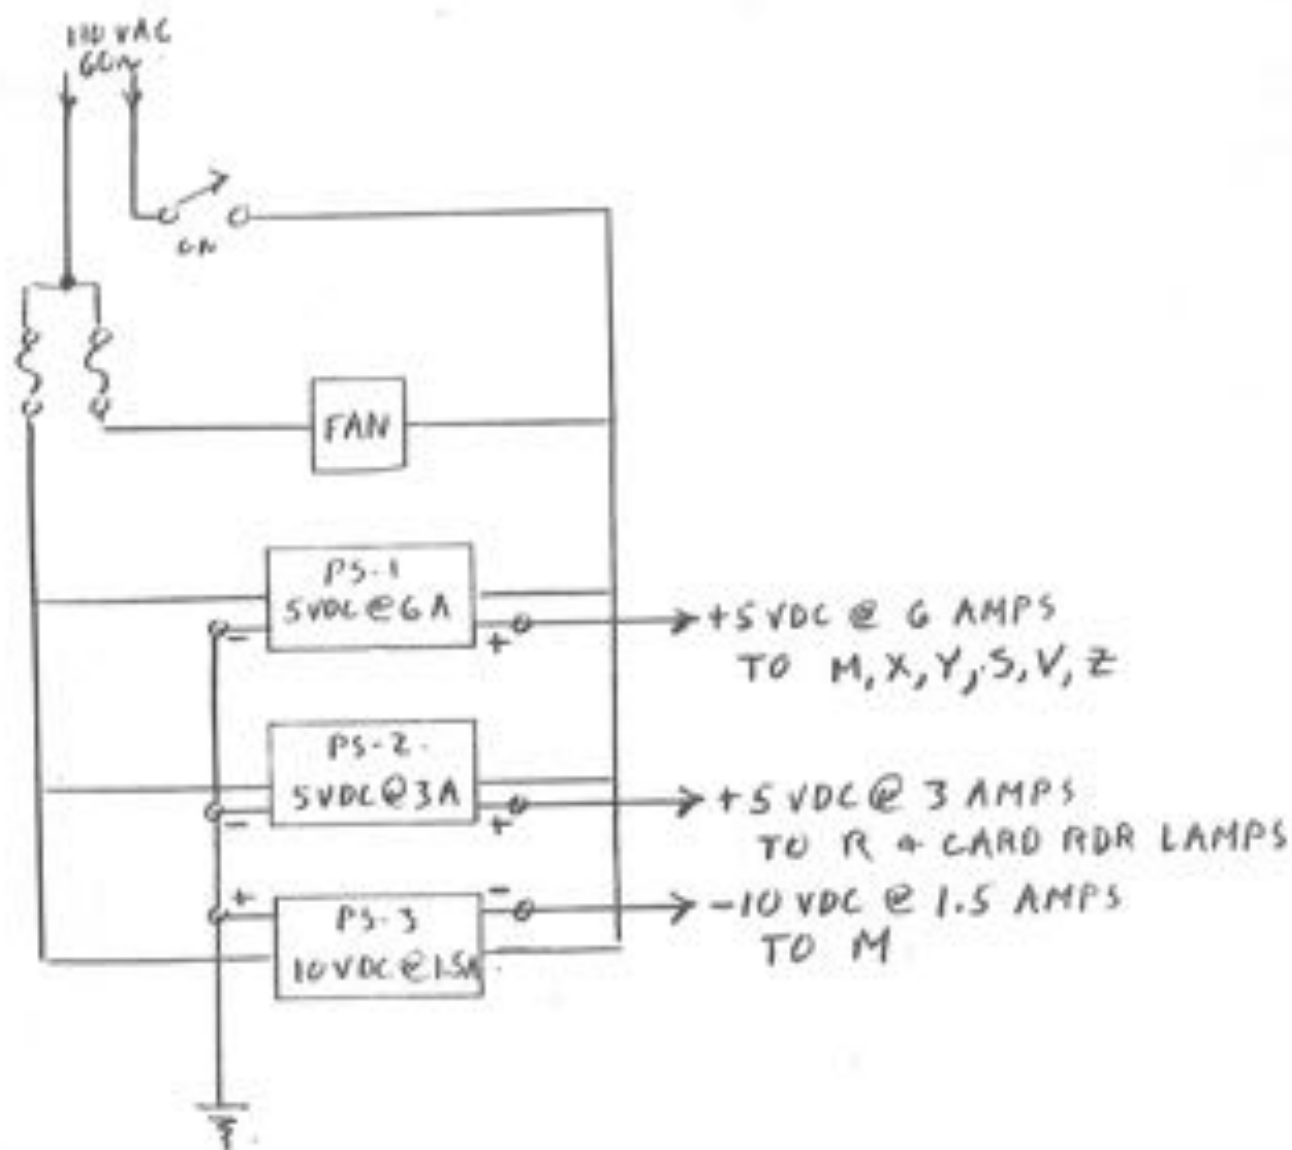 110 VAC
60~
ON
FAN
PS-1
5VDC@6A
-
+
+5 VDC @ 6 AMPS
TO M, X, Y, S, V, Z
PS-2
5VDC@3A
-
+
+5 VDC @ 3 AMPS
TO R & CARD RDR LAMPS
+
-
PS-3
10VDC@1.5A
-10 VDC @ 1.5 AMPS
TO M